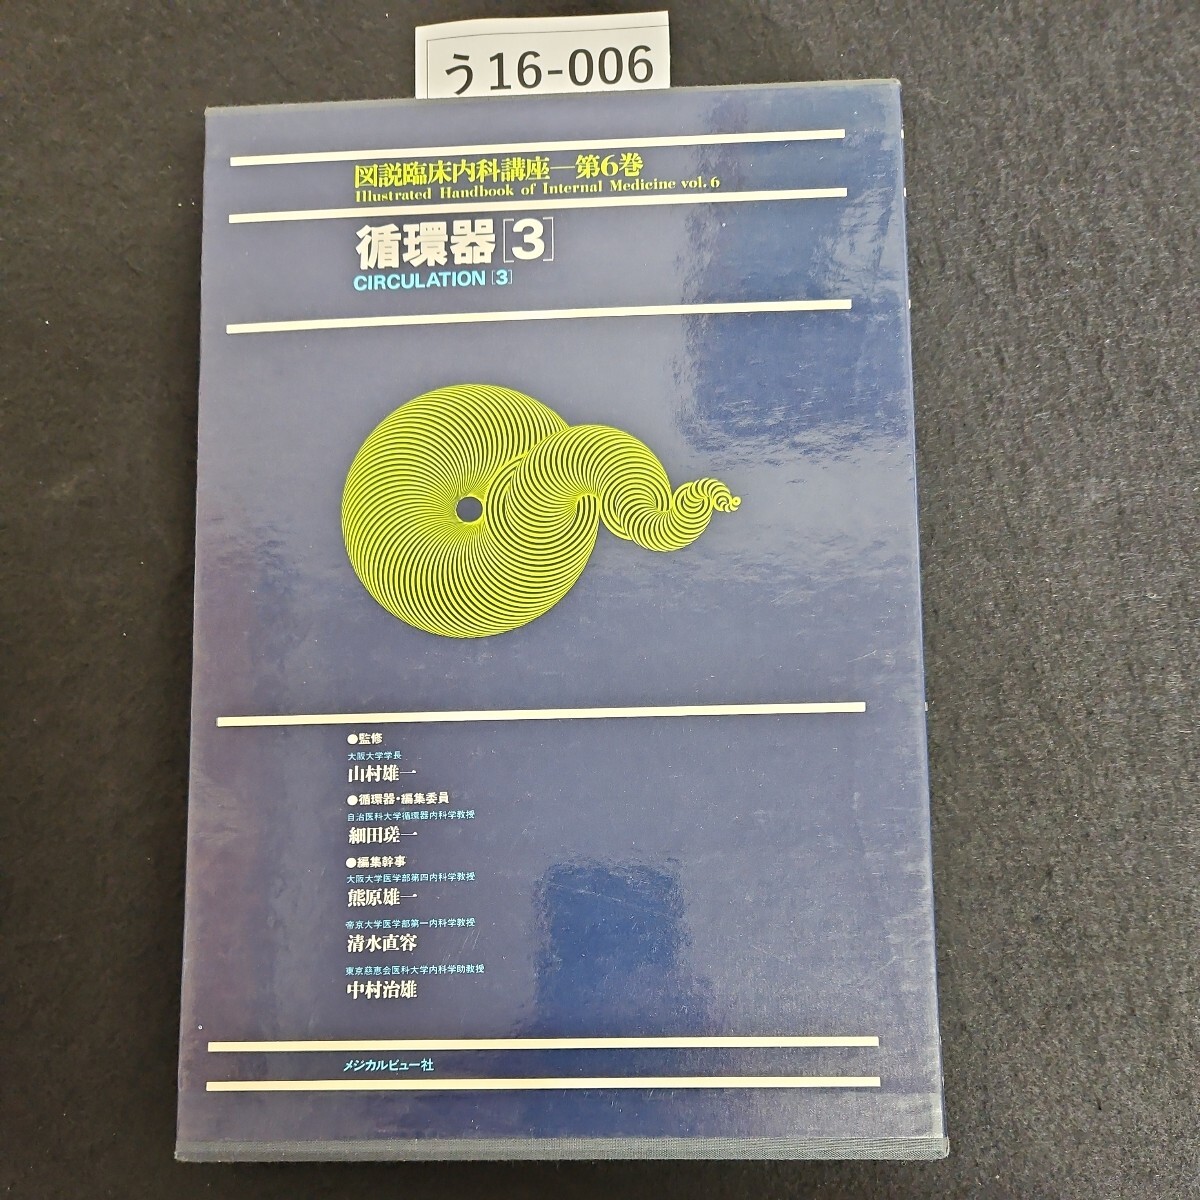 う16-006
図説臨床内科講座―第6巻
Illustrated Handbook of Internal Medicine vol. 6
循環器[3]
CIRCULATION [3]
●監修
大阪大学学長
山村雄一
●循環器・編集委員
自治医科大学循環器内科学教授
細田瑳一
●編集幹事
大阪大学医学部第四内科学教授
熊原雄一
帝京大学医学部第一内科学教授
清水直容
東京慈恵会医科大学内科学助教授
中村治雄
メジカルビュー社